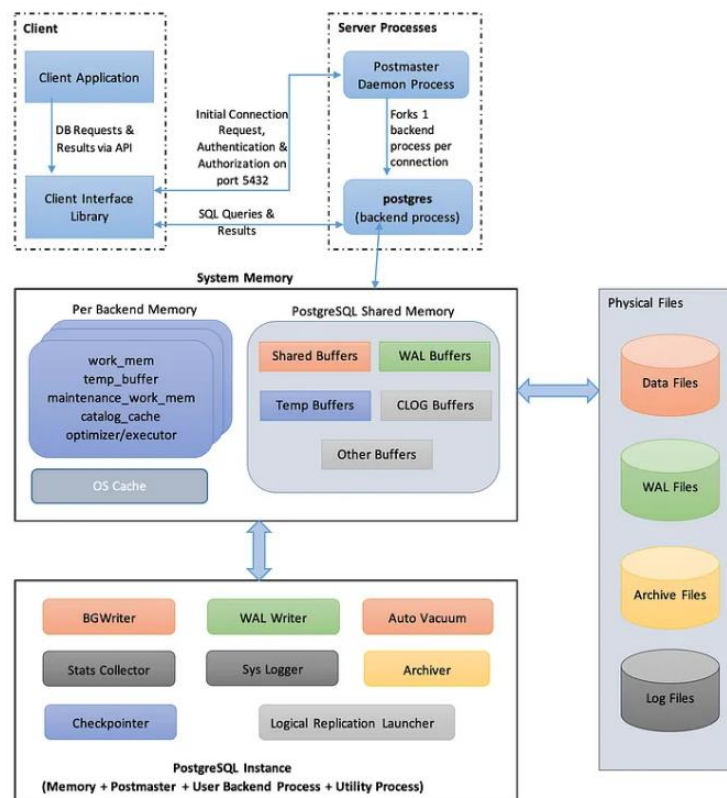 Client
Server Processes
Client Application
Postmaster
Daemon Process
DB Requests &
Results via API
Initial Connection
Request,
Authentication &
Authorization on
port 5432
Forks 1
backend
process per
connection
Client Interface
Library
SQL Queries &
Results
postgres
(backend process)
System Memory
Per Backend Memory
work_mem
temp_buffer
maintenance_work_mem
catalog_cache
optimizer/executor
OS Cache
PostgreSQL Shared Memory
Shared Buffers
WAL Buffers
Temp Buffers
CLOG Buffers
Other Buffers
Physical Files
Data Files
WAL Files
Archive Files
Log Files
BGWriter
WAL Writer
Auto Vacuum
Stats Collector
Sys Logger
Archiver
Checkpointer
Logical Replication Launcher
PostgreSQL Instance
(Memory + Postmaster + User Backend Process + Utility Process)